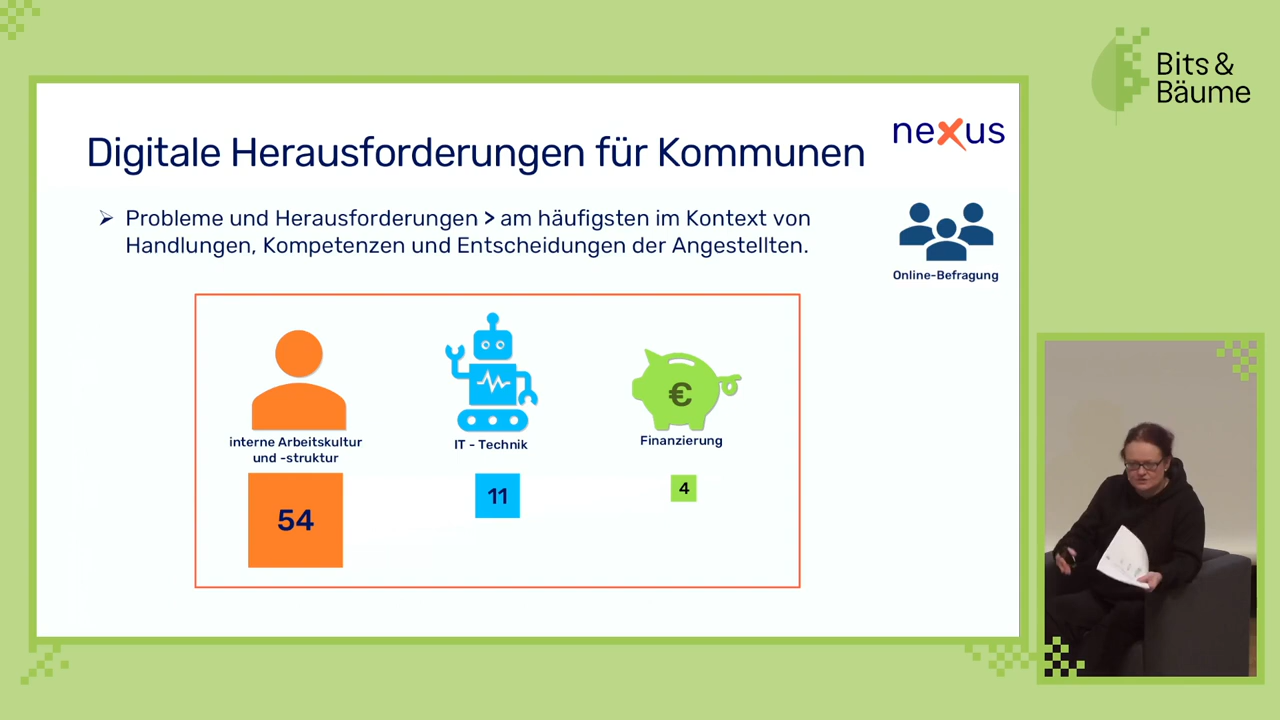 Bits &
Bäume
nexus
Digitale Herausforderungen für Kommunen
➢ Probleme und Herausforderungen > am häufigsten im Kontext von
Handlungen, Kompetenzen und Entscheidungen der Angestellten.
Online-Befragung
interne Arbeitskultur
und -struktur
IT - Technik
€
Finanzierung
54
11
4